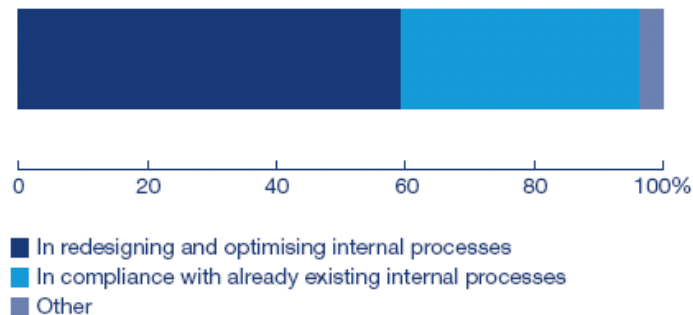 0 20 40 60 80 100%
In redesigning and optimising internal processes
In compliance with already existing internal processes
Other